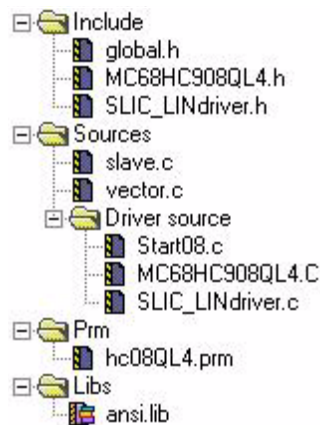 Include
global.h
MC68HC908QL4.h
SLIC_LINdriver.h
Sources
slave.c
vector.c
Driver source
Start08.c
MC68HC908QL4.C
SLIC_LINdriver.c
Prm
hc08QL4.prm
Libs
ansi.lib